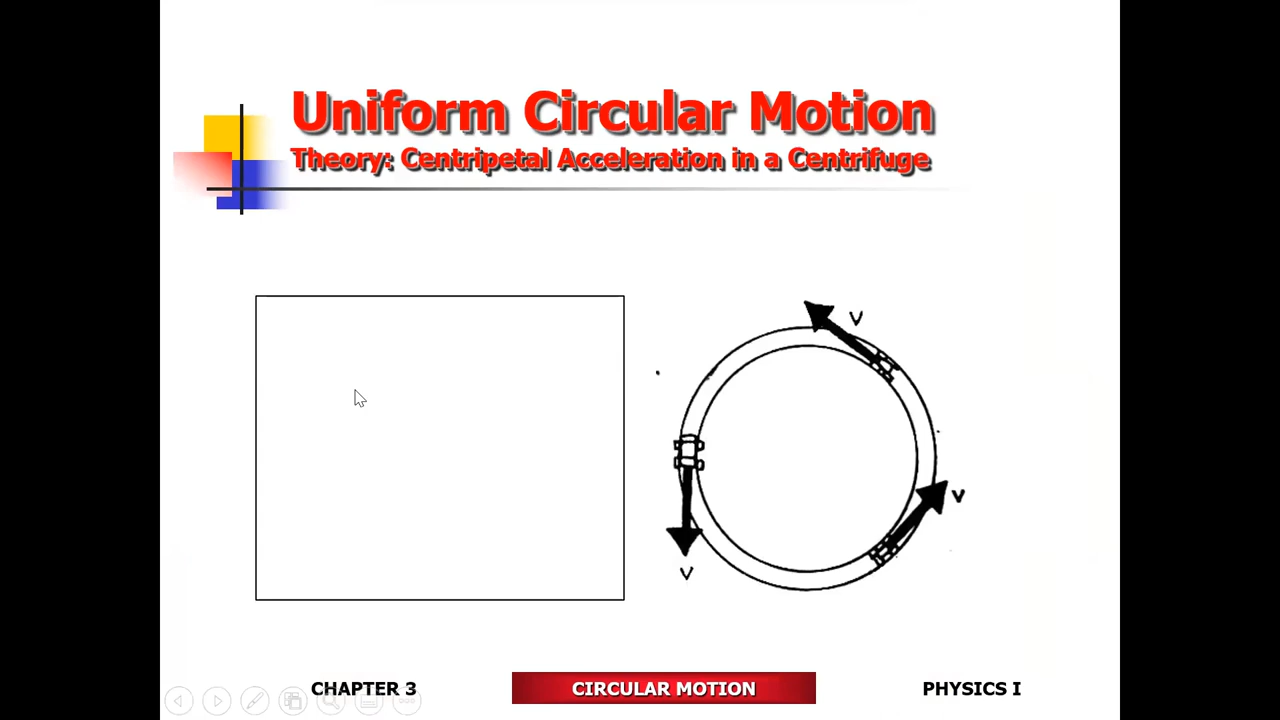 Uniform Circular Motion
Theory: Centripetal Acceleration in a Centrifuge
v
v
v
CHAPTER 3
CIRCULAR MOTION
PHYSICS I